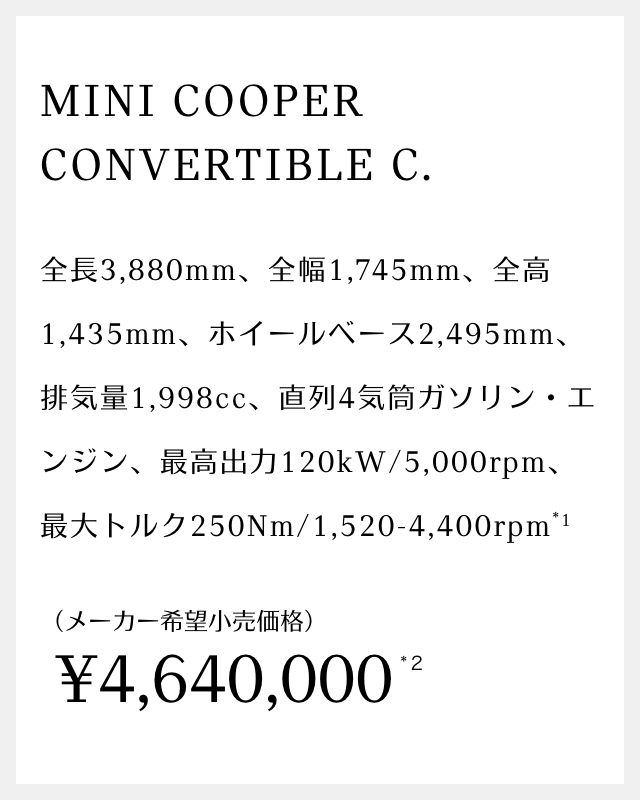 MINI COOPER
CONVERTIBLE C.
全長3,880mm、全幅1,745mm、全高
1,435mm、ホイールベース2,495mm、
排気量1,998cc、直列4気筒ガソリン・エ
ンジン、最高出力120kW/5,000rpm、
最大トルク250Nm/1,520-4,400rpm*1
（メーカー希望小売価格）
¥4,640,000*2